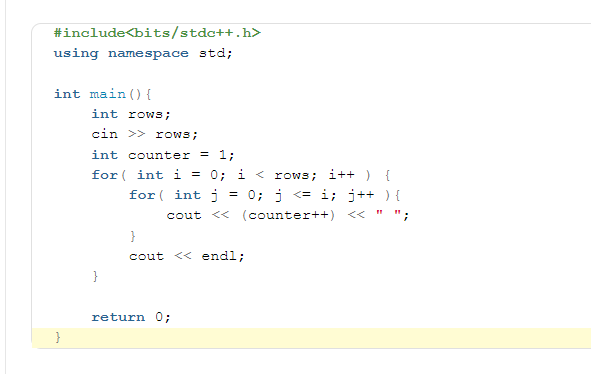 #include<bits/stdc++.h>
using namespace std;

int main(){
    int rows;
    cin >> rows;
    int counter = 1;
    for( int i = 0; i < rows; i++ ) {
        for( int j = 0; j <= i; j++ ){
            cout << (counter++) << " ";
        }
        cout << endl;
    }

    return 0;
}